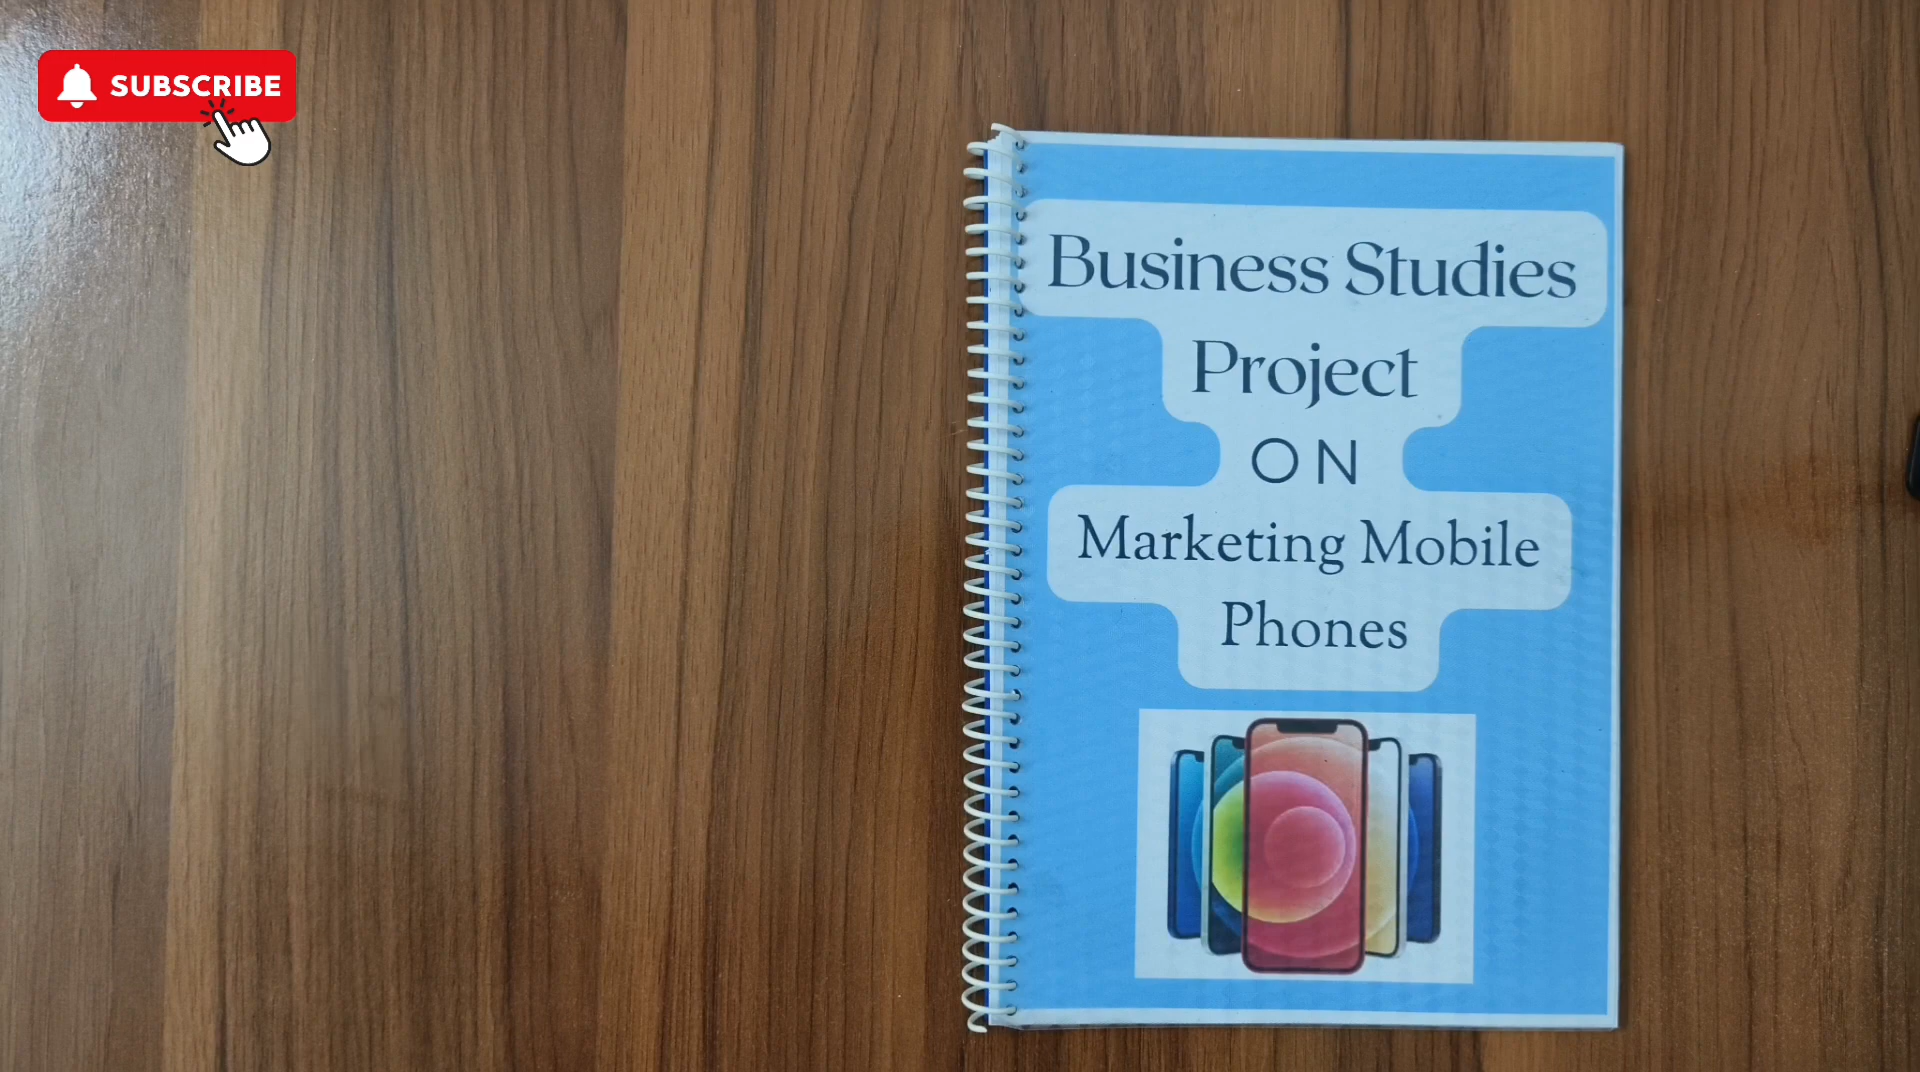 SUBSCRIBE
Business Studies
Project
ON
Marketing Mobile
Phones